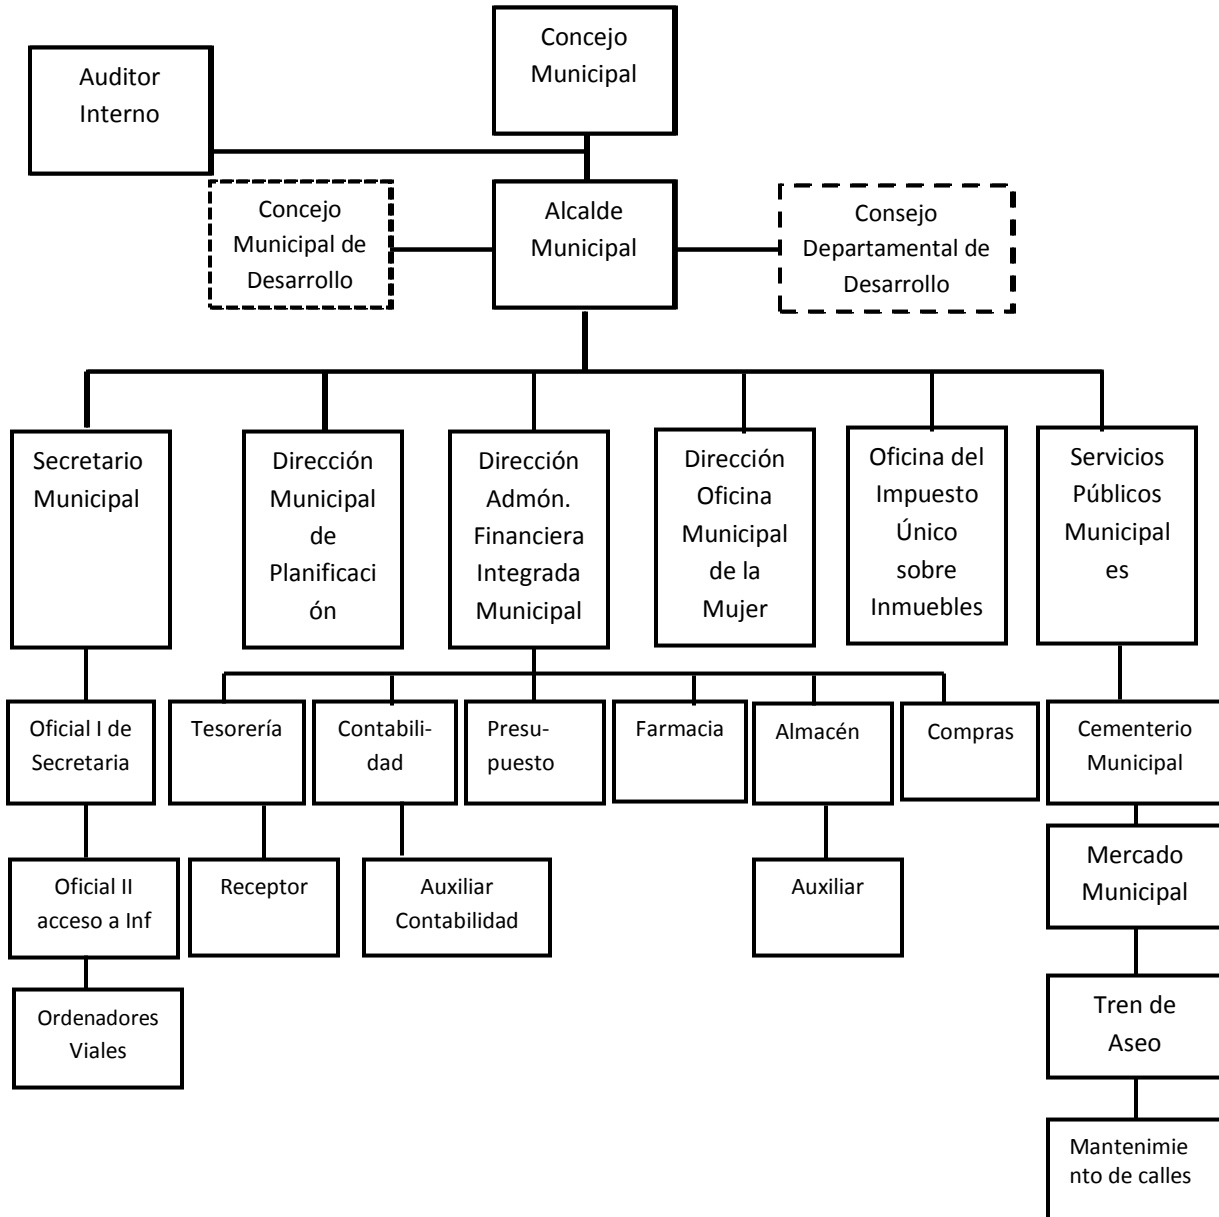 Concejo
Municipal
Auditor
Interno
Concejo
Municipal de
Desarrollo
Alcalde
Municipal
Consejo
Departamental de
Desarrollo
Secretario
Municipal
Dirección
Municipal
de
Planificaci
ón
Dirección
Admón.
Financiera
Integrada
Municipal
Dirección
Oficina
Municipal
de la
Mujer
Oficina del
Impuesto
Único
sobre
Inmuebles
Servicios
Públicos
Municipal
es
Oficial I de
Secretaria
Tesorería
Contabili-
dad
Presu-
puesto
Farmacia
Almacén
Compras
Cementerio
Municipal
Oficial II
acceso a Inf
Receptor
Auxiliar
Contabilidad
Auxiliar
Mercado
Municipal
Ordenadores
Viales
Tren de
Aseo
Mantenimie
nto de calles